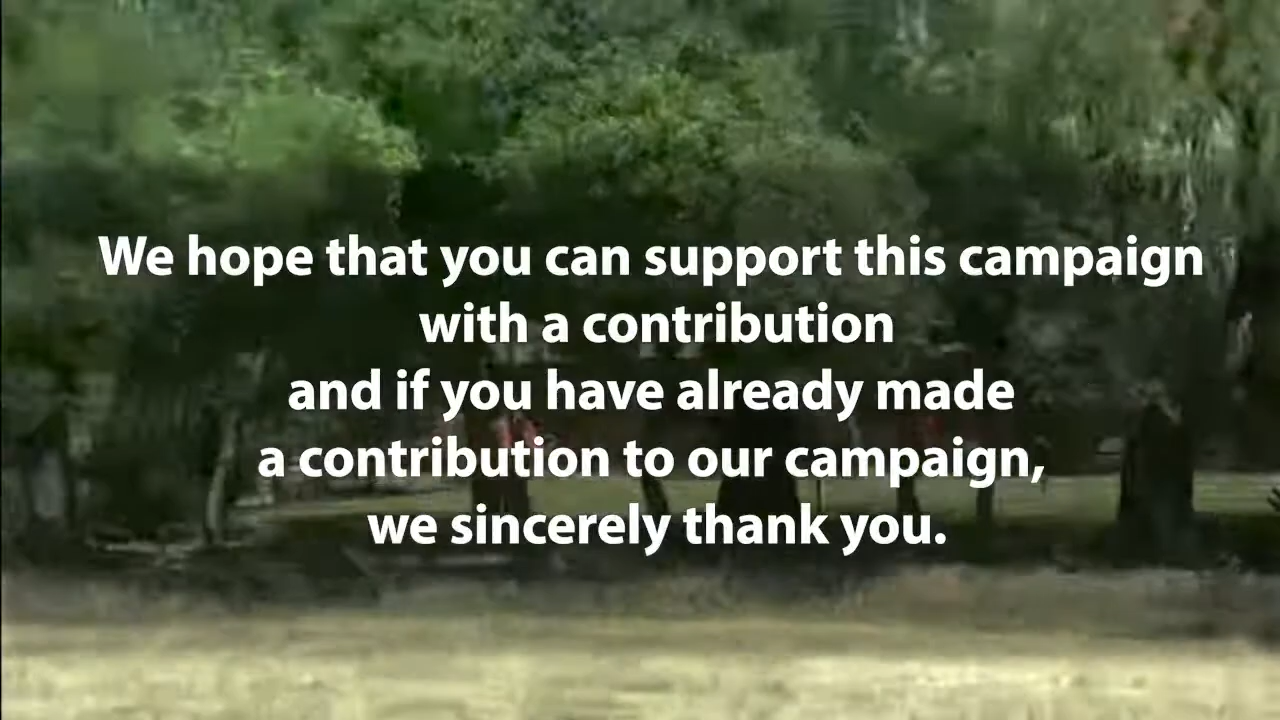 We hope that you can support this campaign
with a contribution
and if you have already made
a contribution to our campaign,
we sincerely thank you.